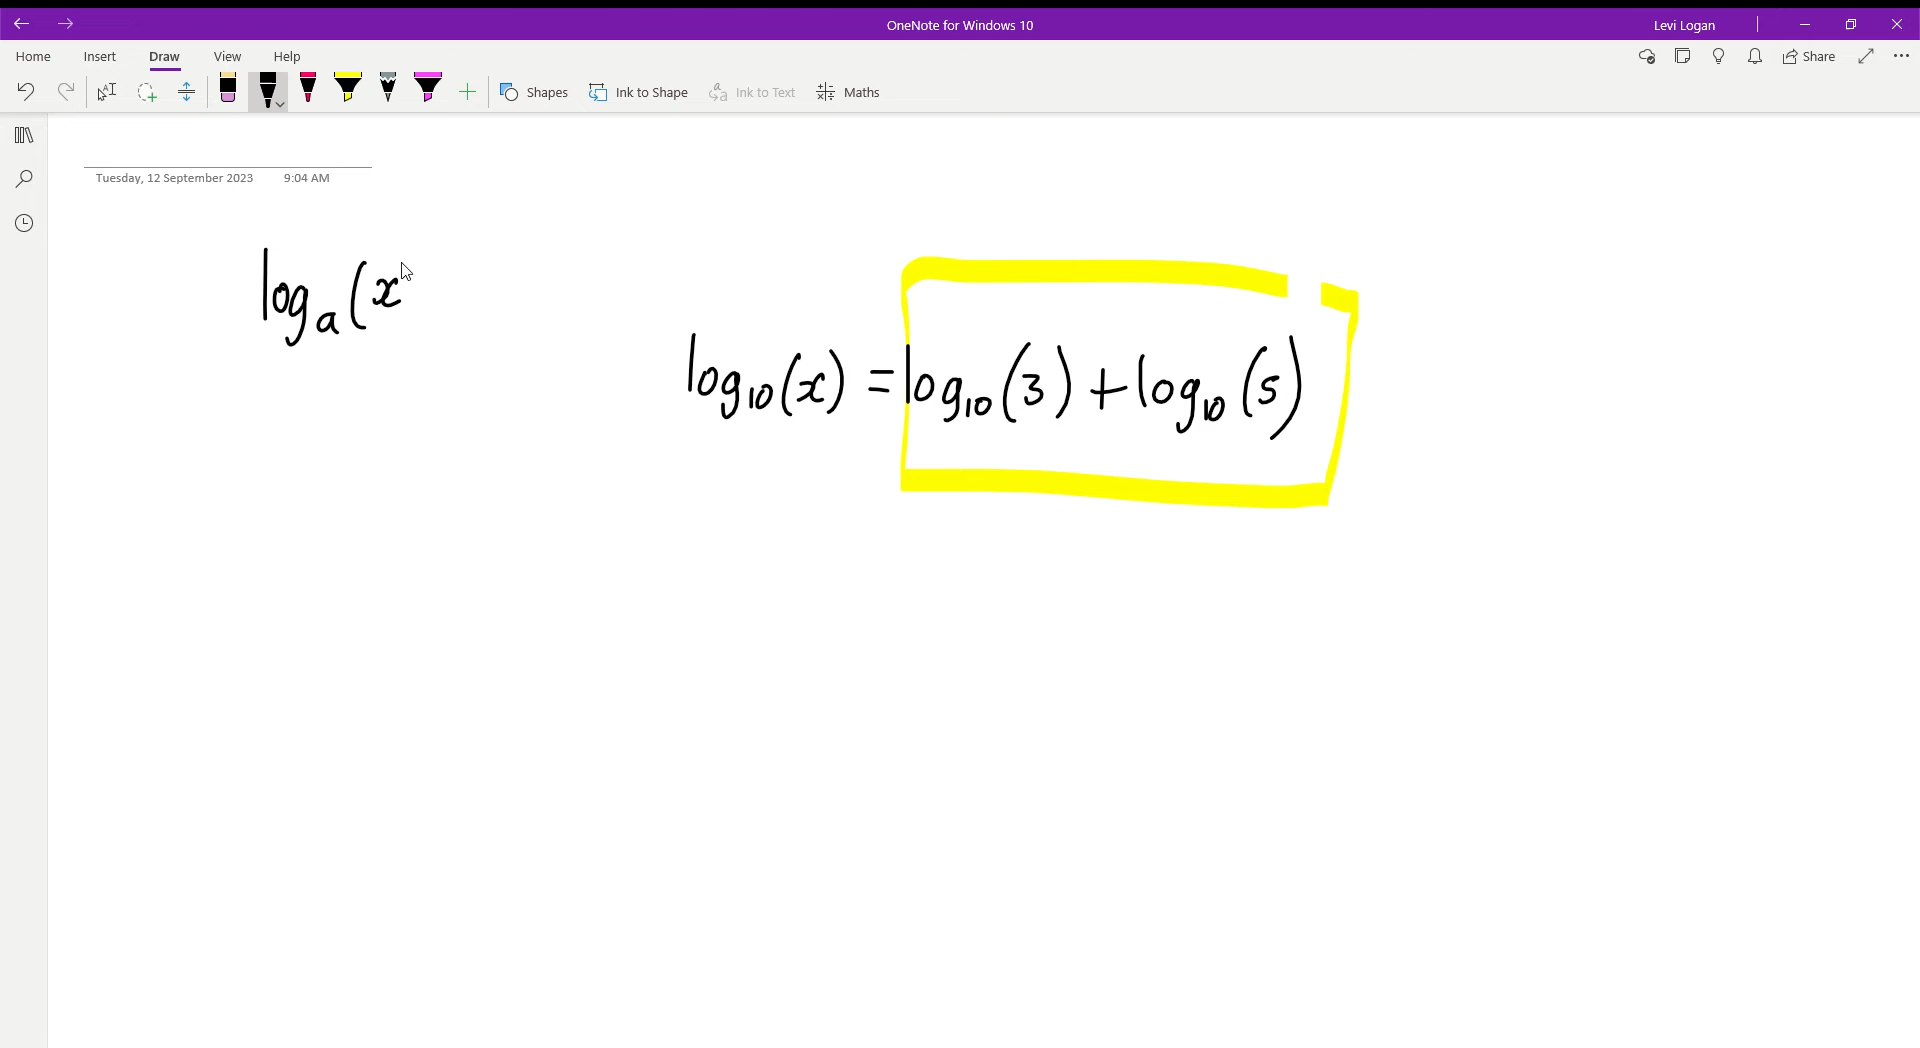 OneNote for Windows 10
Levi Logan
Home Insert Draw View Help
Share
Shapes Ink to Shape Ink to Text Maths
Tuesday, 12 September 2023 9:04 AM
logₐ(x
log₁₀(x) = log₁₀(3) + log₁₀(5)